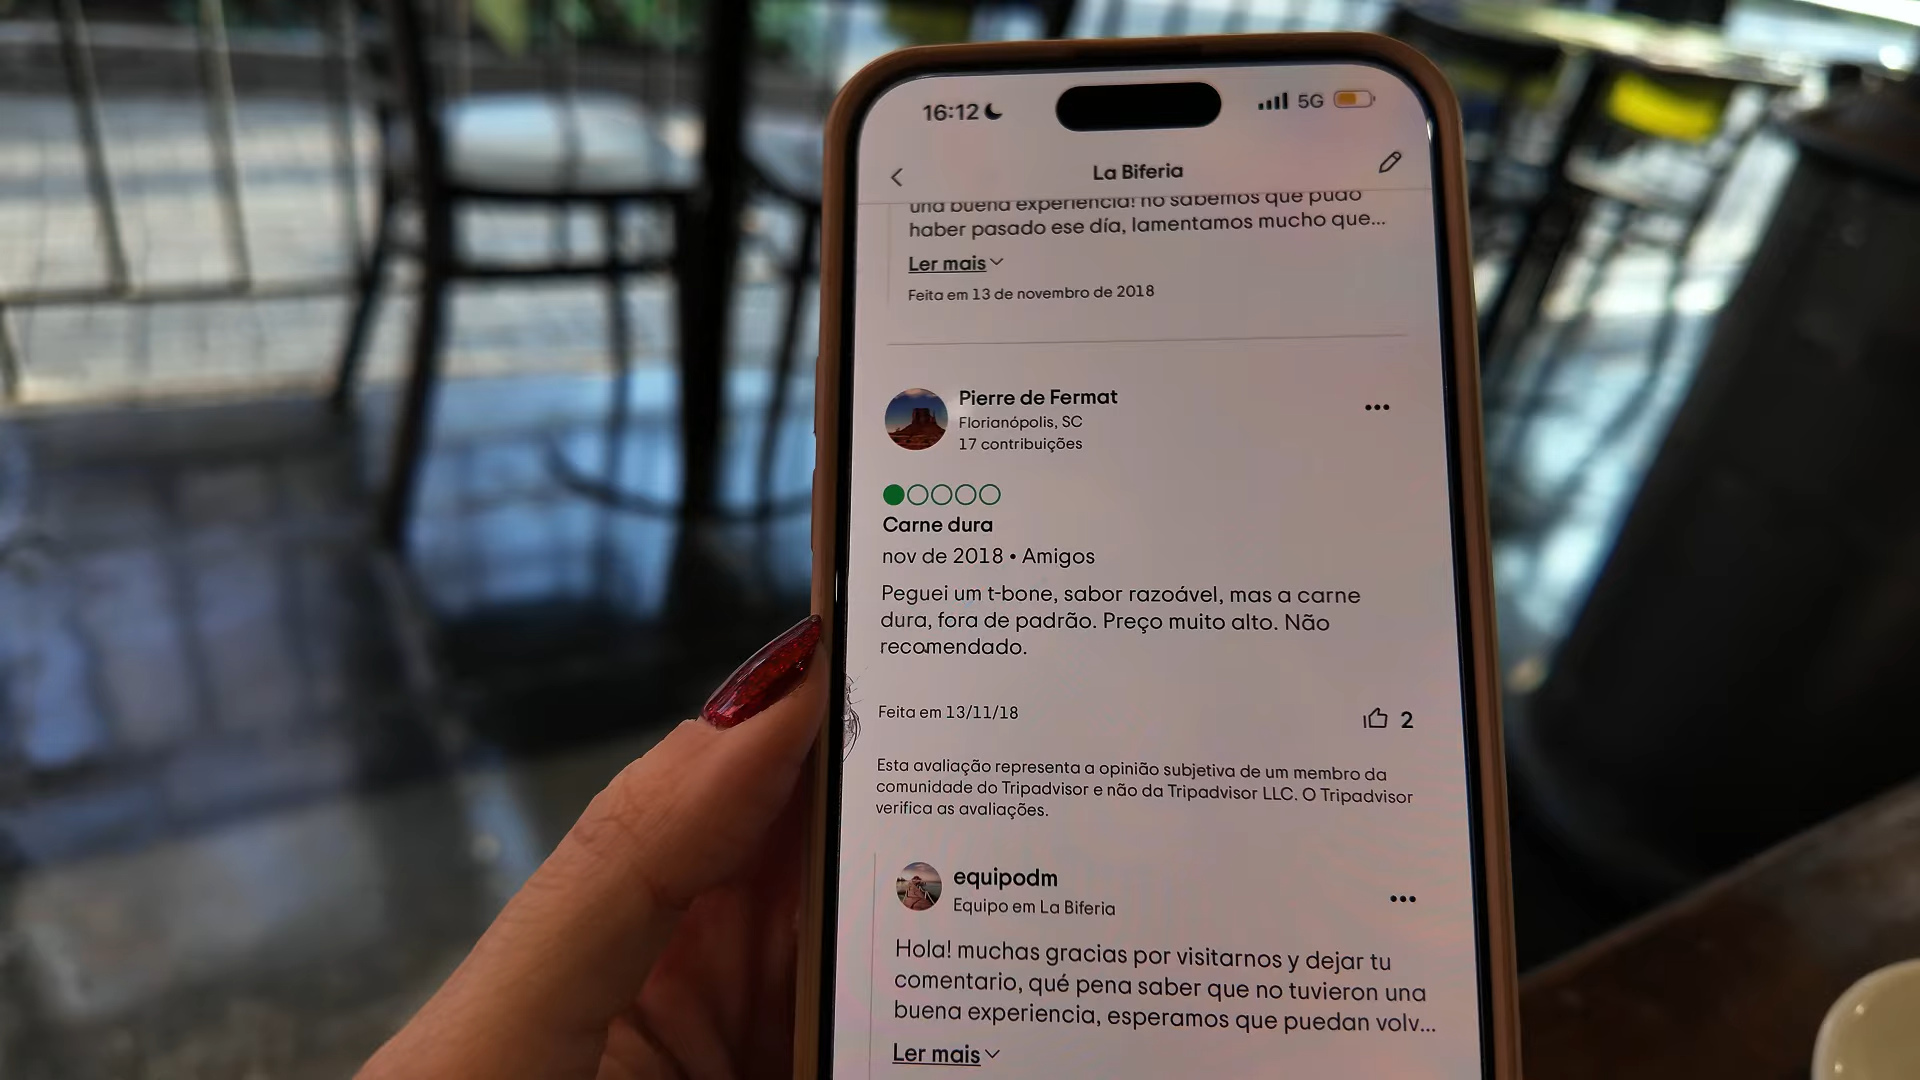 16:12
5G
La Biferia
una buena experiencia! no sabemos que pudo
haber pasado ese día, lamentamos mucho que...
Ler mais
Feita em 13 de novembro de 2018
Pierre de Fermat
Florianópolis, SC
17 contribuições
Carne dura
nov de 2018 • Amigos
Peguei um t-bone, sabor razoável, mas a carne
dura, fora de padrão. Preço muito alto. Não
recomendado.
Feita em 13/11/18
2
Esta avaliação representa a opinião subjetiva de um membro da
comunidade do Tripadvisor e não da Tripadvisor LLC. O Tripadvisor
verifica as avaliações.
equipodm
Equipo em La Biferia
Hola! muchas gracias por visitarnos y dejar tu
comentario, qué pena saber que no tuvieron una
buena experiencia, esperamos que puedan volv...
Ler mais